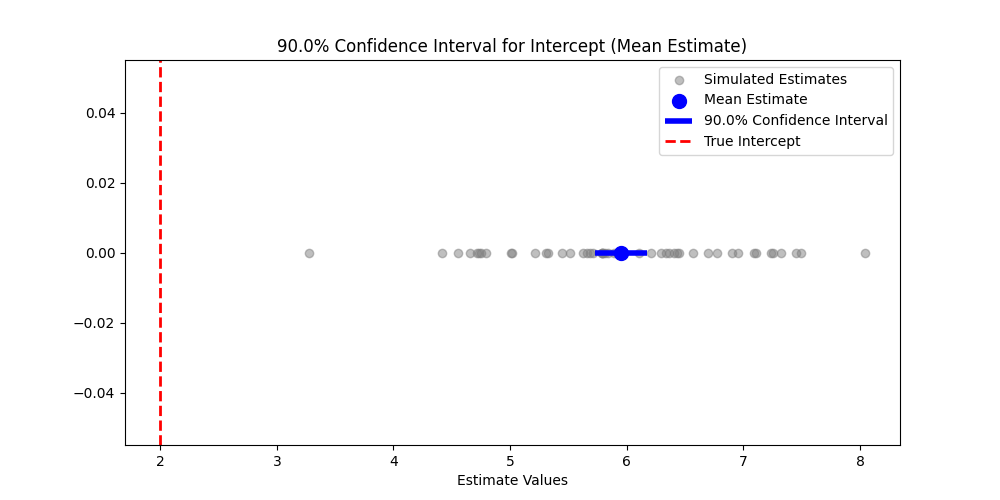 90.0% Confidence Interval for Intercept (Mean Estimate)
Simulated Estimates
Mean Estimate
90.0% Confidence Interval
True Intercept
0.04
0.02
0.00
−0.02
−0.04
2 3 4 5 6 7 8
Estimate Values